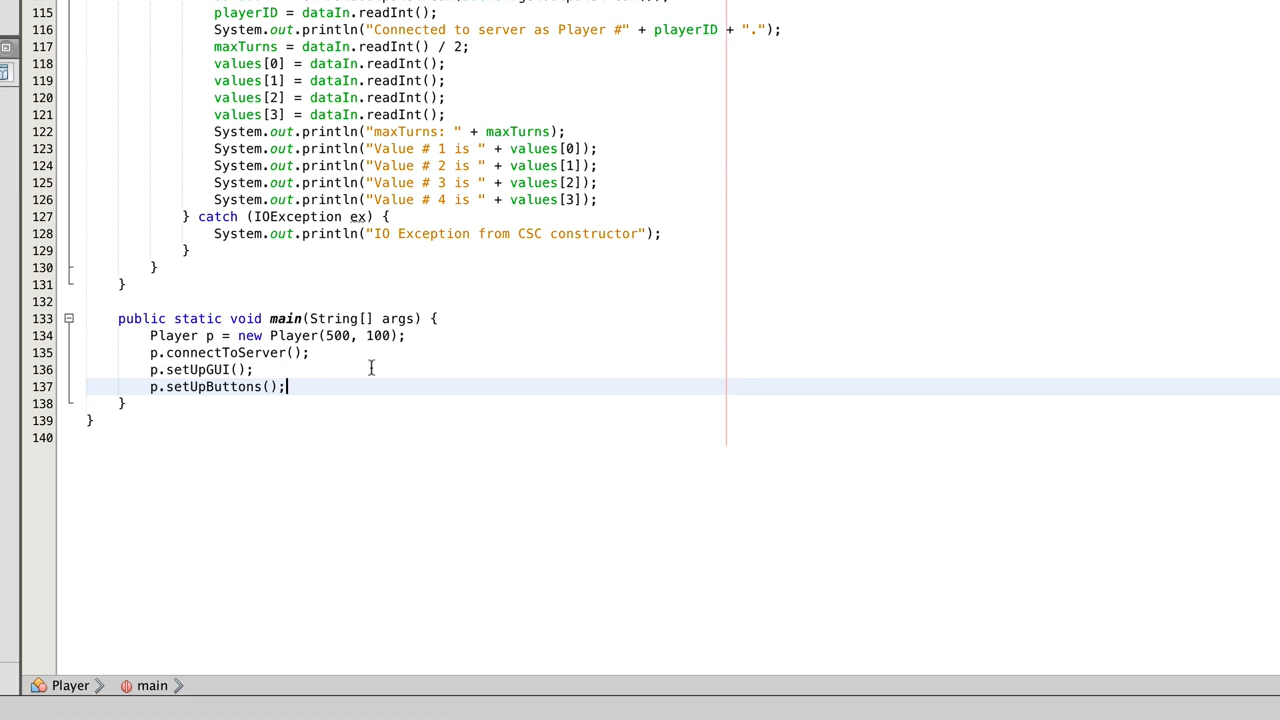 115 playerID = dataIn.readInt();
116 System.out.println("Connected to server as Player #" + playerID + ".");
117 maxTurns = dataIn.readInt() / 2;
118 values[0] = dataIn.readInt();
119 values[1] = dataIn.readInt();
120 values[2] = dataIn.readInt();
121 values[3] = dataIn.readInt();
122 System.out.println("maxTurns: " + maxTurns);
123 System.out.println("Value # 1 is " + values[0]);
124 System.out.println("Value # 2 is " + values[1]);
125 System.out.println("Value # 3 is " + values[2]);
126 System.out.println("Value # 4 is " + values[3]);
127 } catch (IOException ex) {
128 System.out.println("IO Exception from CSC constructor");
129 }
130 }
131 }
132
133 public static void main(String[] args) {
134 Player p = new Player(500, 100);
135 p.connectToServer();
136 p.setUpGUI();
137 p.setUpButtons();
138 }
139 }
140
Player main